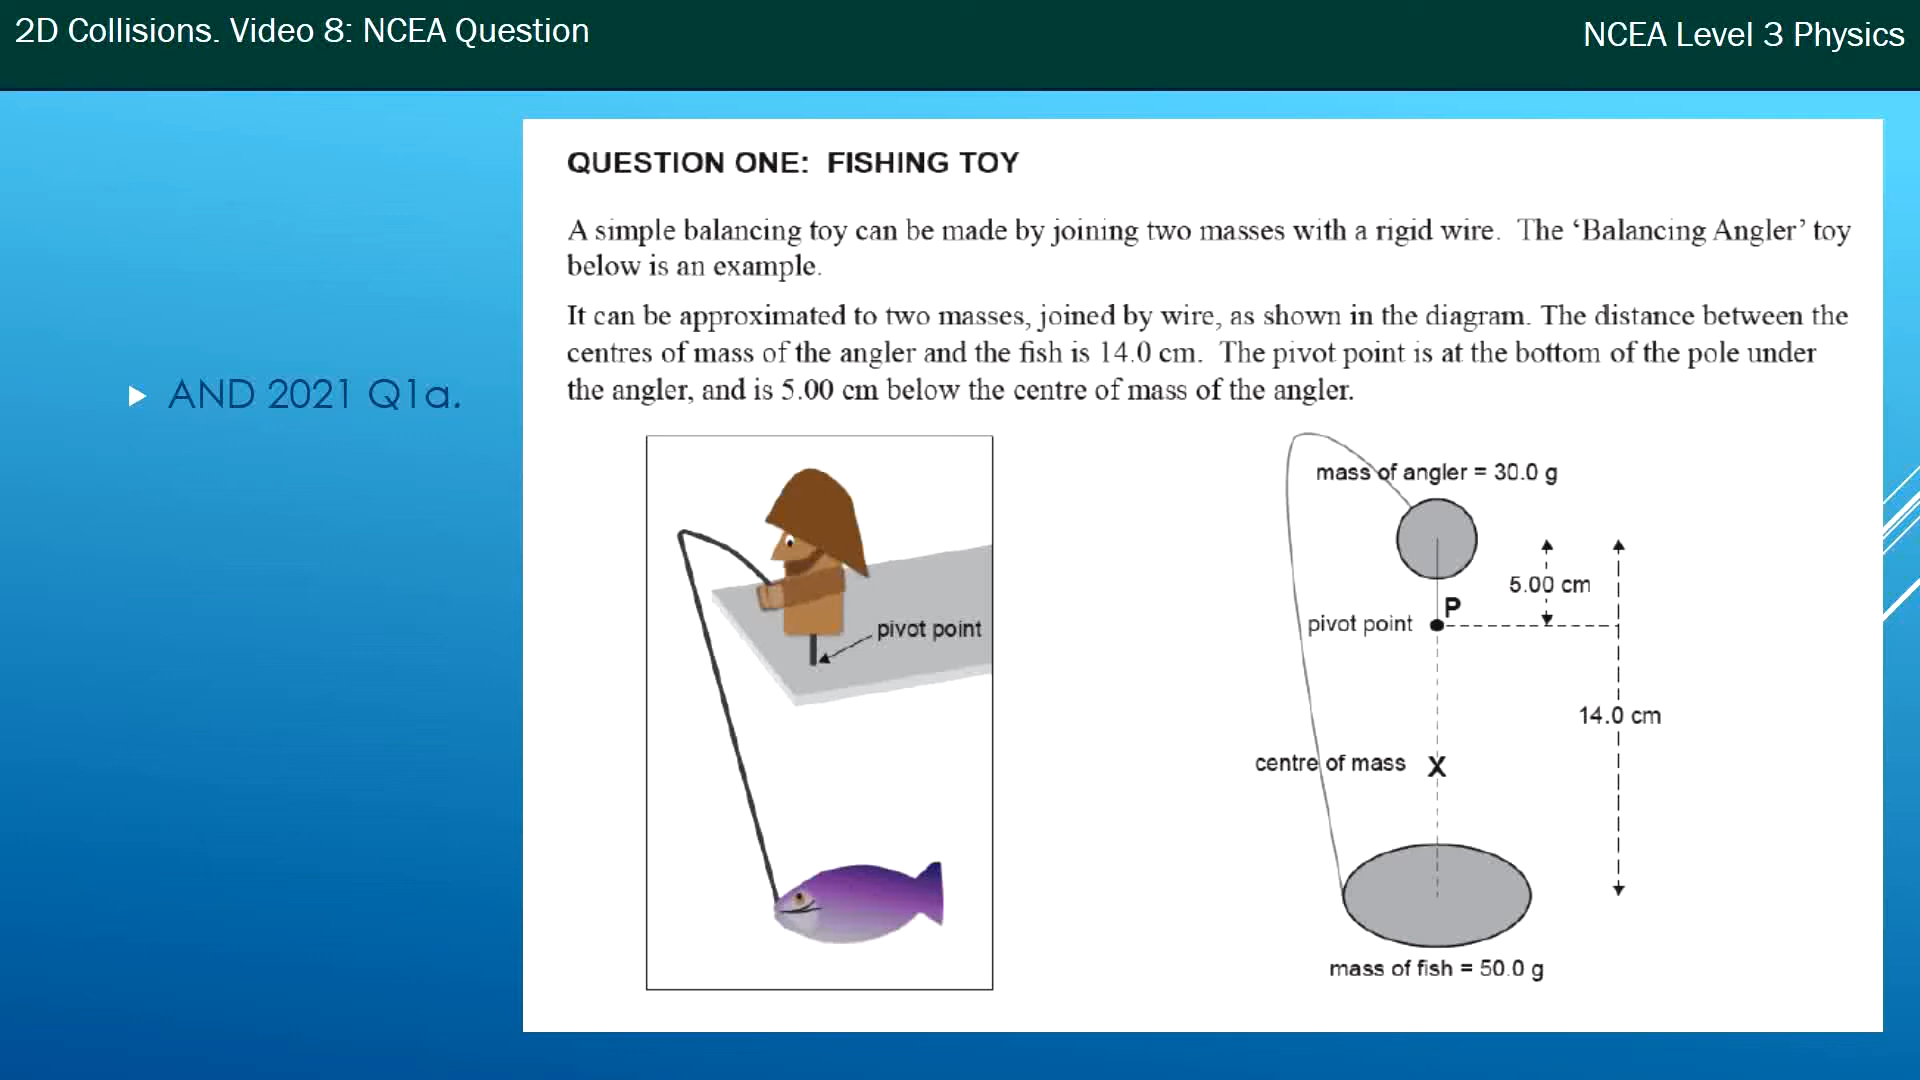 2D Collisions. Video 8: NCEA Question
NCEA Level 3 Physics
AND 2021 Q1a.
QUESTION ONE:  FISHING TOY
A simple balancing toy can be made by joining two masses with a rigid wire.  The ‘Balancing Angler’ toy
below is an example.
It can be approximated to two masses, joined by wire, as shown in the diagram. The distance between the
centres of mass of the angler and the fish is 14.0 cm.  The pivot point is at the bottom of the pole under
the angler, and is 5.00 cm below the centre of mass of the angler.
pivot point
mass of angler = 30.0 g
5.00 cm
P
pivot point
14.0 cm
centre of mass X
mass of fish = 50.0 g